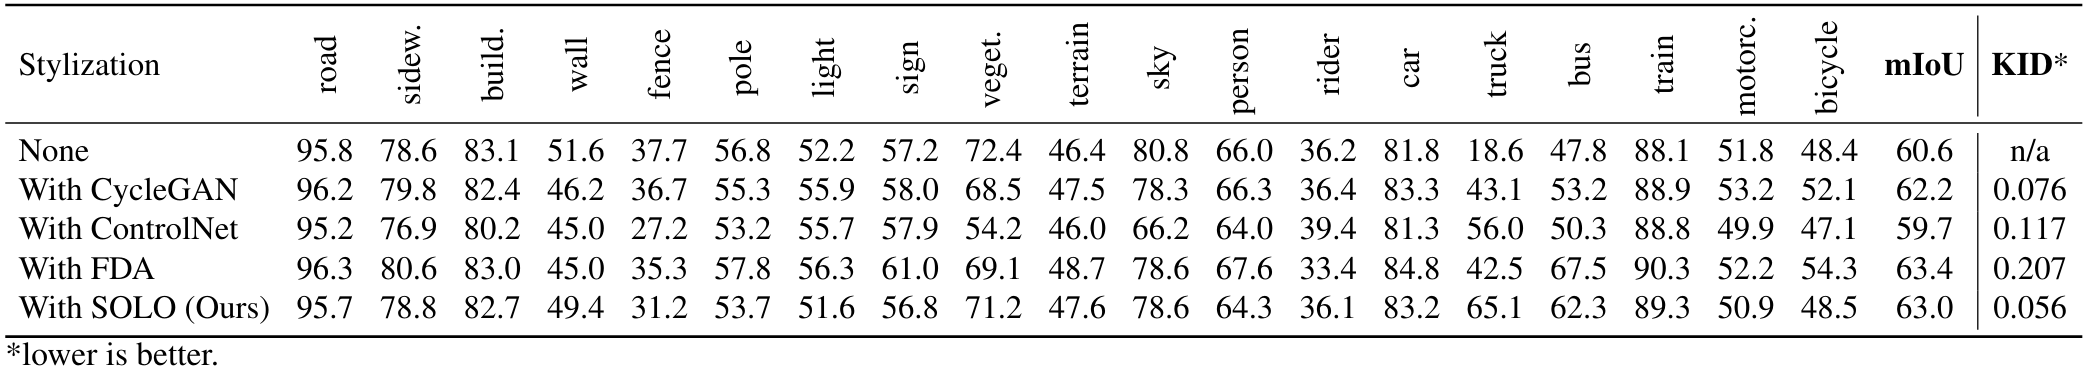 Stylization road sidew. build. wall fence pole light sign veget. terrain sky person rider car truck bus train motorc. bicycle mIoU KID*
None 95.8 78.6 83.1 51.6 37.7 56.8 52.2 57.2 72.4 46.4 80.8 66.0 36.2 81.8 18.6 47.8 88.1 51.8 48.4 60.6 n/a
With CycleGAN 96.2 79.8 82.4 46.2 36.7 55.3 55.9 58.0 68.5 47.5 78.3 66.3 36.4 83.3 43.1 53.2 88.9 53.2 52.1 62.2 0.076
With ControlNet 95.2 76.9 80.2 45.0 27.2 53.2 55.7 57.9 54.2 46.0 66.2 64.0 39.4 81.3 56.0 50.3 88.8 49.9 47.1 59.7 0.117
With FDA 96.3 80.6 83.0 45.0 35.3 57.8 56.3 61.0 69.1 48.7 78.6 67.6 33.4 84.8 42.5 67.5 90.3 52.2 54.3 63.4 0.207
With SOLO (Ours) 95.7 78.8 82.7 49.4 31.2 53.7 51.6 56.8 71.2 47.6 78.6 64.3 36.1 83.2 65.1 62.3 89.3 50.9 48.5 63.0 0.056
*lower is better.